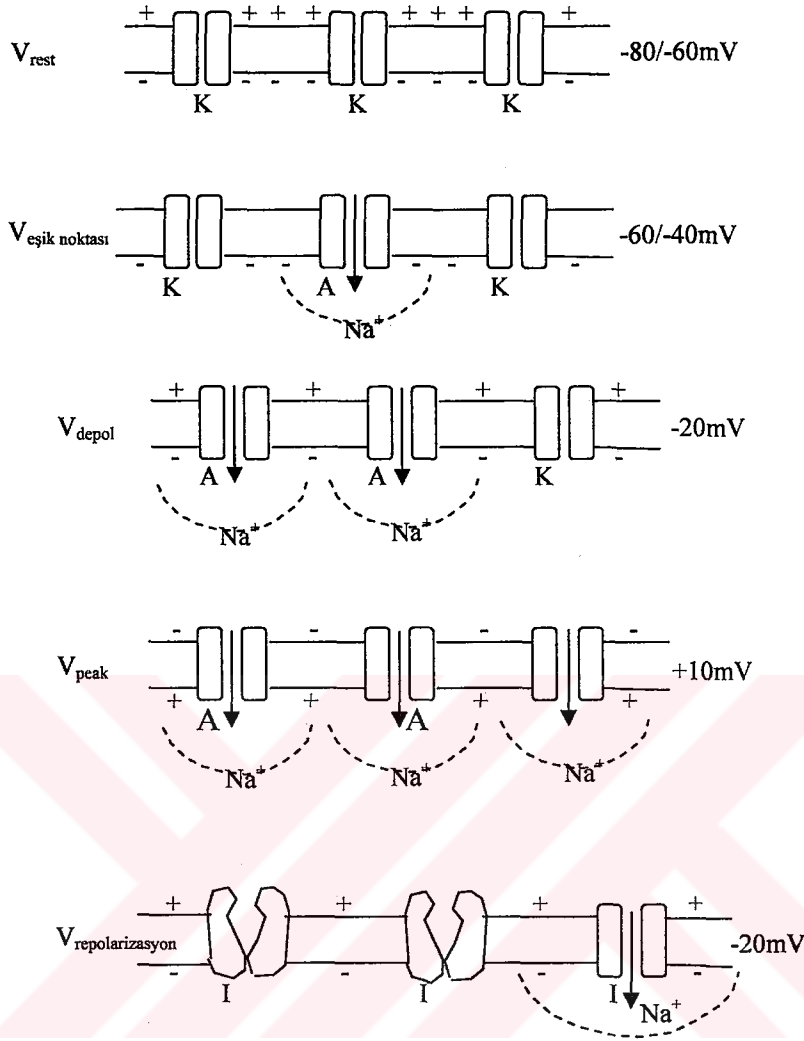 + + + + + + + +
V_rest -80/-60mV
- - - - - - - -
K K K
V_eşik noktası -60/-40mV
- - - - - - -
K A K
Na⁺
+ + + +
V_depol -20mV
- - - -
A A K
Na⁺ Na⁺
- - - -
V_peak +10mV
+ + + +
A A
Na⁺ Na⁺ Na⁺
+ + + +
V_repolarizasyon -20mV
- - - -
I I I Na⁺